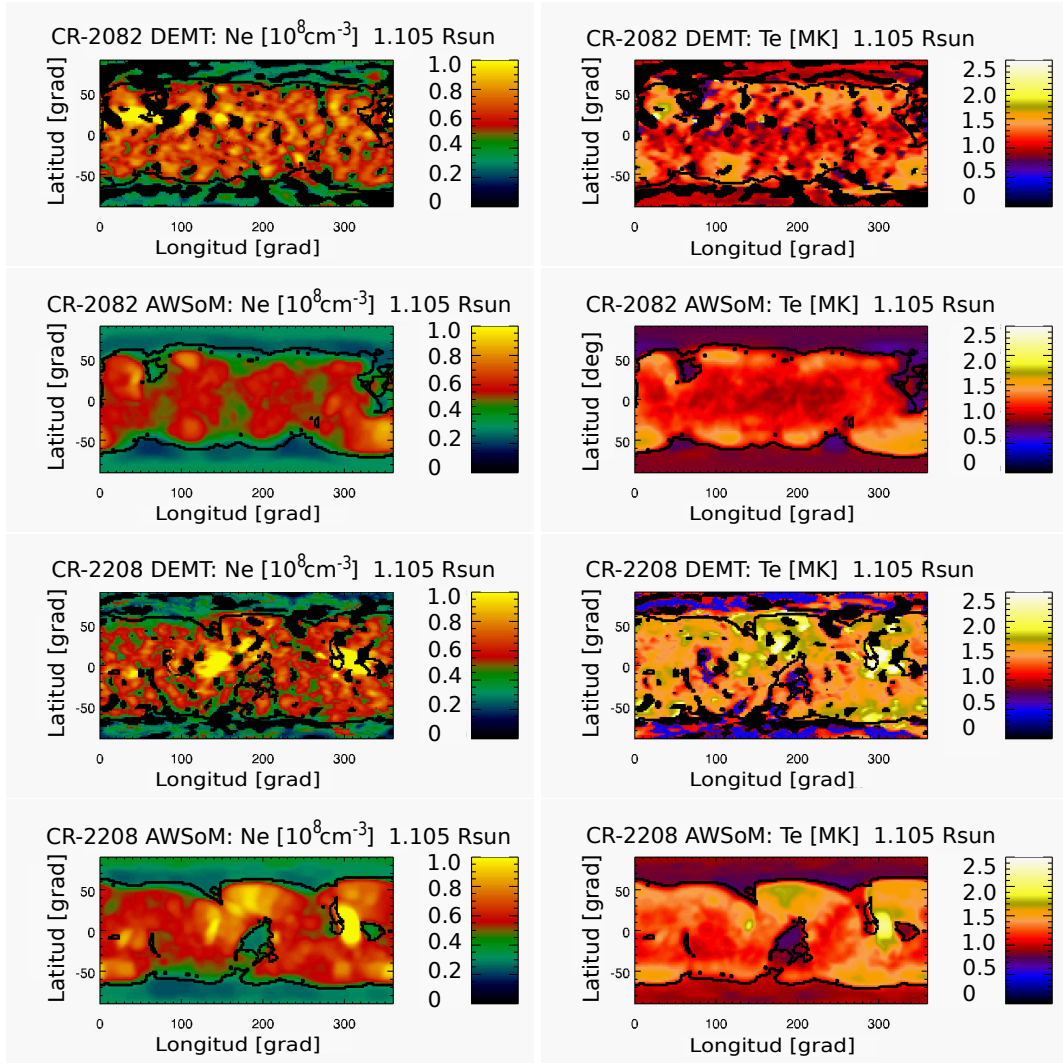 CR-2082 DEMT: Ne [10⁸cm⁻³] 1.105 Rsun
Latitud [grad]
50
0
-50
0 100 200 300
Longitud [grad]
1.0
0.8
0.6
0.4
0.2
0
CR-2082 DEMT: Te [MK] 1.105 Rsun
Latitud [grad]
50
0
-50
0 100 200 300
Longitud [grad]
2.5
2.0
1.5
1.0
0.5
0
CR-2082 AWSoM: Ne [10⁸cm⁻³] 1.105 Rsun
Latitud [grad]
50
0
-50
0 100 200 300
Longitud [grad]
1.0
0.8
0.6
0.4
0.2
0
CR-2082 AWSoM: Te [MK] 1.105 Rsun
Latitud [deg]
50
0
-50
0 100 200 300
Longitud [grad]
2.5
2.0
1.5
1.0
0.5
0
CR-2208 DEMT: Ne [10⁸cm⁻³] 1.105 Rsun
Latitud [grad]
50
0
-50
0 100 200 300
Longitud [grad]
1.0
0.8
0.6
0.4
0.2
0
CR-2208 DEMT: Te [MK] 1.105 Rsun
Latitud [grad]
50
0
-50
0 100 200 300
Longitud [grad]
2.5
2.0
1.5
1.0
0.5
0
CR-2208 AWSoM: Ne [10⁸cm⁻³] 1.105 Rsun
Latitud [grad]
50
0
-50
0 100 200 300
Longitud [grad]
1.0
0.8
0.6
0.4
0.2
0
CR-2208 AWSoM: Te [MK] 1.105 Rsun
Latitud [grad]
50
0
-50
0 100 200 300
Longitud [grad]
2.5
2.0
1.5
1.0
0.5
0